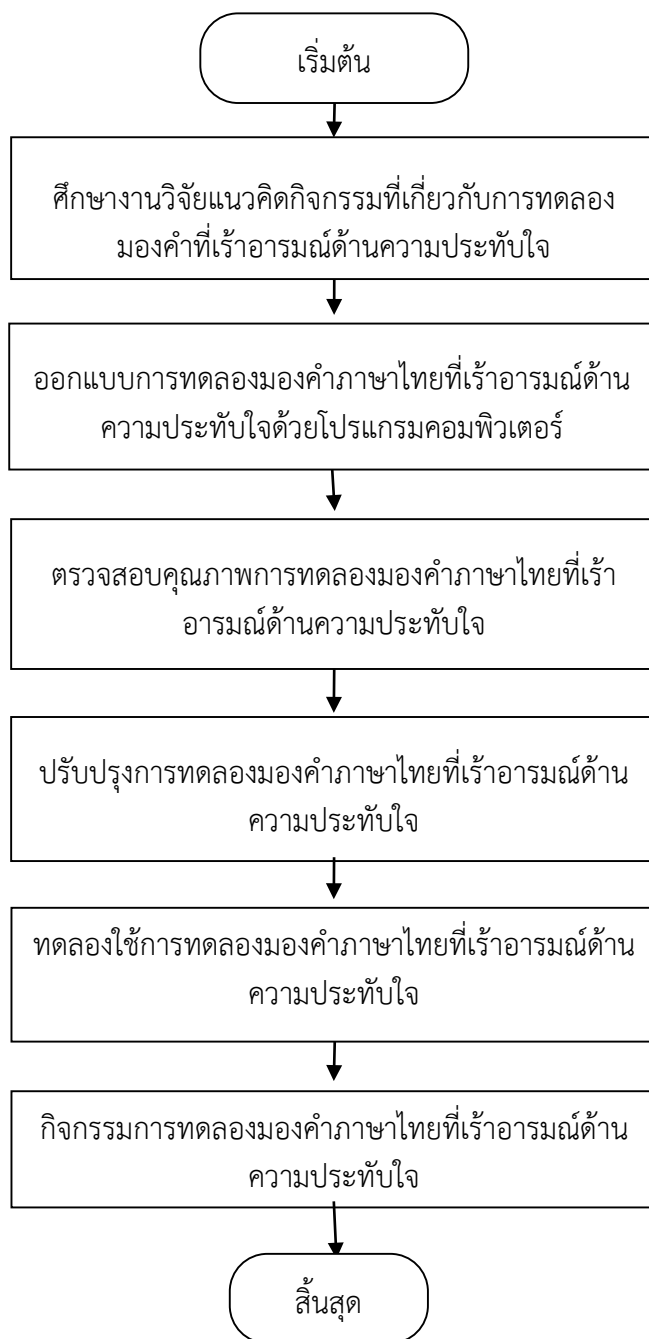 เริ่มต้น
ศึกษางานวิจัยแนวคิดกิจกรรมที่เกี่ยวกับการทดลอง
มองคำที่เร้าอารมณ์ด้านความประทับใจ
ออกแบบการทดลองมองคำภาษาไทยที่เร้าอารมณ์ด้าน
ความประทับใจด้วยโปรแกรมคอมพิวเตอร์
ตรวจสอบคุณภาพการทดลองมองคำภาษาไทยที่เร้า
อารมณ์ด้านความประทับใจ
ปรับปรุงการทดลองมองคำภาษาไทยที่เร้าอารมณ์ด้าน
ความประทับใจ
ทดลองใช้การทดลองมองคำภาษาไทยที่เร้าอารมณ์ด้าน
ความประทับใจ
กิจกรรมการทดลองมองคำภาษาไทยที่เร้าอารมณ์ด้าน
ความประทับใจ
สิ้นสุด